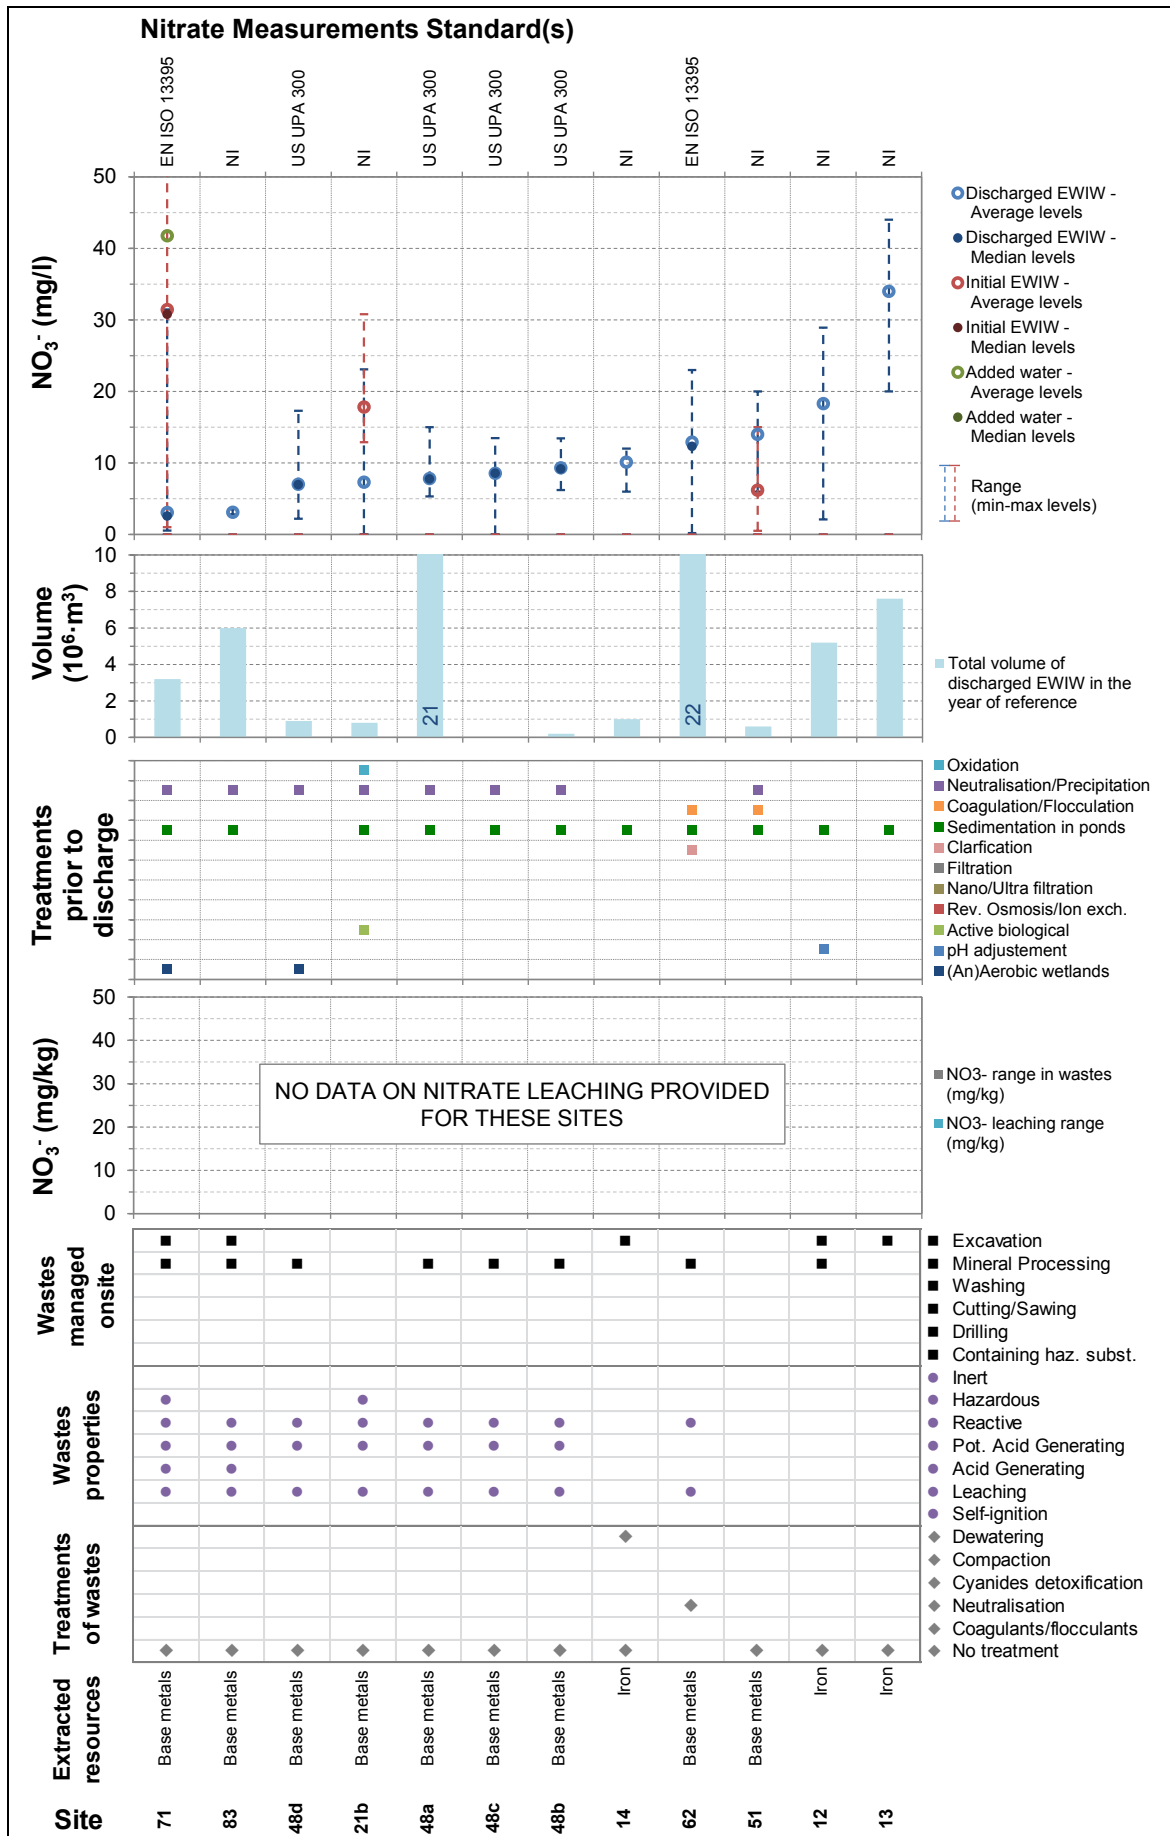 Nitrate Measurements Standard(s)
EN ISO 13395
NI
US UPA 300
NI
US UPA 300
US UPA 300
US UPA 300
NI
EN ISO 13395
NI
NI
NI
NO3- (mg/l)
50
40
30
20
10
0
Discharged EWIW -
Average levels
Discharged EWIW -
Median levels
Initial EWIW -
Average levels
Initial EWIW -
Median levels
Added water -
Average levels
Added water -
Median levels
Range
(min-max levels)
Volume
(10⁶·m³)
10
8
6
4
2
0
21
22
Total volume of
discharged EWIW in the
year of reference
Treatments
prior to
discharge
Oxidation
Neutralisation/Precipitation
Coagulation/Flocculation
Sedimentation in ponds
Clarfication
Filtration
Nano/Ultra filtration
Rev. Osmosis/Ion exch.
Active biological
pH adjustement
(An)Aerobic wetlands
NO3- (mg/kg)
50
40
30
20
10
0
NO DATA ON NITRATE LEACHING PROVIDED
FOR THESE SITES
NO3- range in wastes
(mg/kg)
NO3- leaching range
(mg/kg)
Wastes
managed
onsite
Excavation
Mineral Processing
Washing
Cutting/Sawing
Drilling
Containing haz. subst.
Wastes
properties
Inert
Hazardous
Reactive
Pot. Acid Generating
Acid Generating
Leaching
Self-ignition
Treatments
of wastes
Dewatering
Compaction
Cyanides detoxification
Neutralisation
Coagulants/flocculants
No treatment
Extracted
resources
Base metals
Base metals
Base metals
Base metals
Base metals
Base metals
Base metals
Iron
Base metals
Base metals
Iron
Iron
Site
71
83
48d
21b
48a
48c
48b
14
62
51
12
13